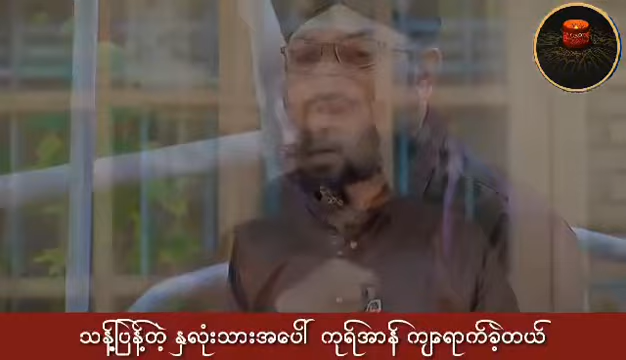 သန့်ဖြန့်တဲ့ နှလုံးသားအပေါ် ကုရ်အာန် ကျရောက်ခဲ့တယ်